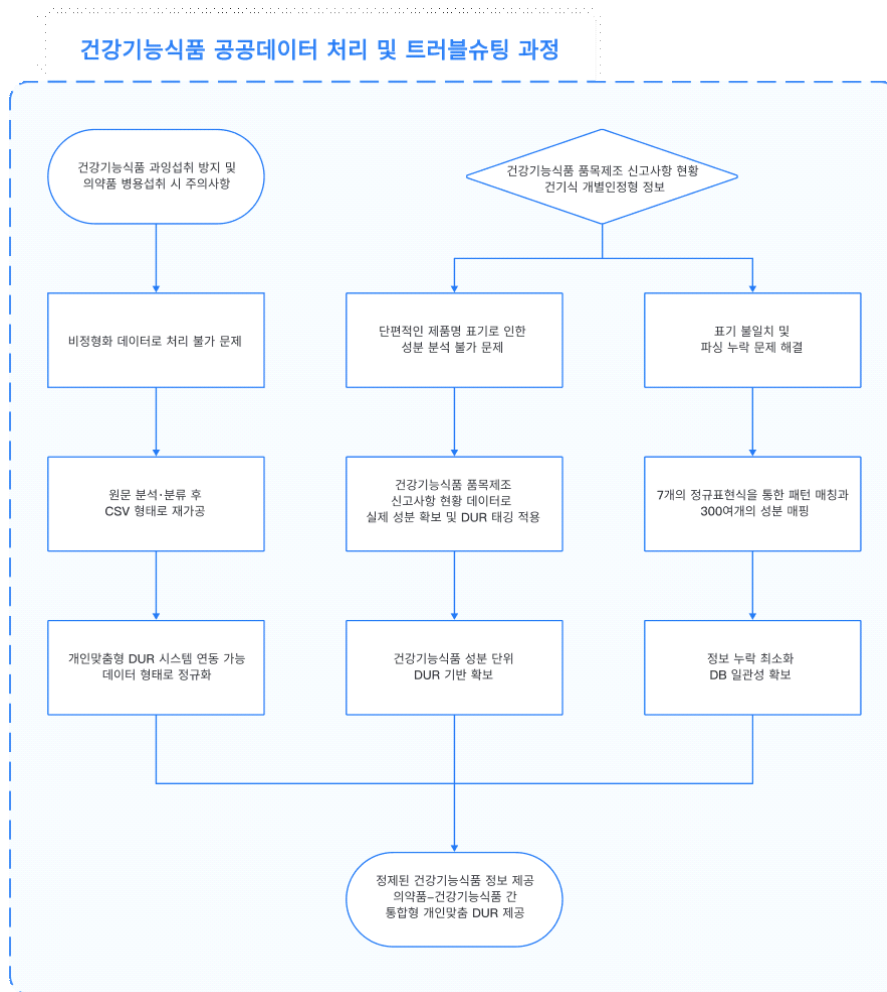 건강기능식품 공공데이터 처리 및 트러블슈팅 과정
건강기능식품 과잉섭취 방지 및
의약품 병용섭취 시 주의사항
건강기능식품 품목제조 신고사항 현황
건기식 개별인정형 정보
비정형화 데이터로 처리 불가 문제
단편적인 제품명 표기로 인한
성분 분석 불가 문제
표기 불일치 및
파싱 누락 문제 해결
원문 분석·분류 후
CSV 형태로 재가공
건강기능식품 품목제조
신고사항 현황 데이터로
실제 성분 확보 및 DUR 태깅 적용
7개의 정규표현식을 통한 패턴 매칭과
300여개의 성분 매핑
개인맞춤형 DUR 시스템 연동 가능
데이터 형태로 정규화
건강기능식품 성분 단위
DUR 기반 확보
정보 누락 최소화
DB 일관성 확보
정제된 건강기능식품 정보 제공
의약품–건강기능식품 간
통합형 개인맞춤 DUR 제공